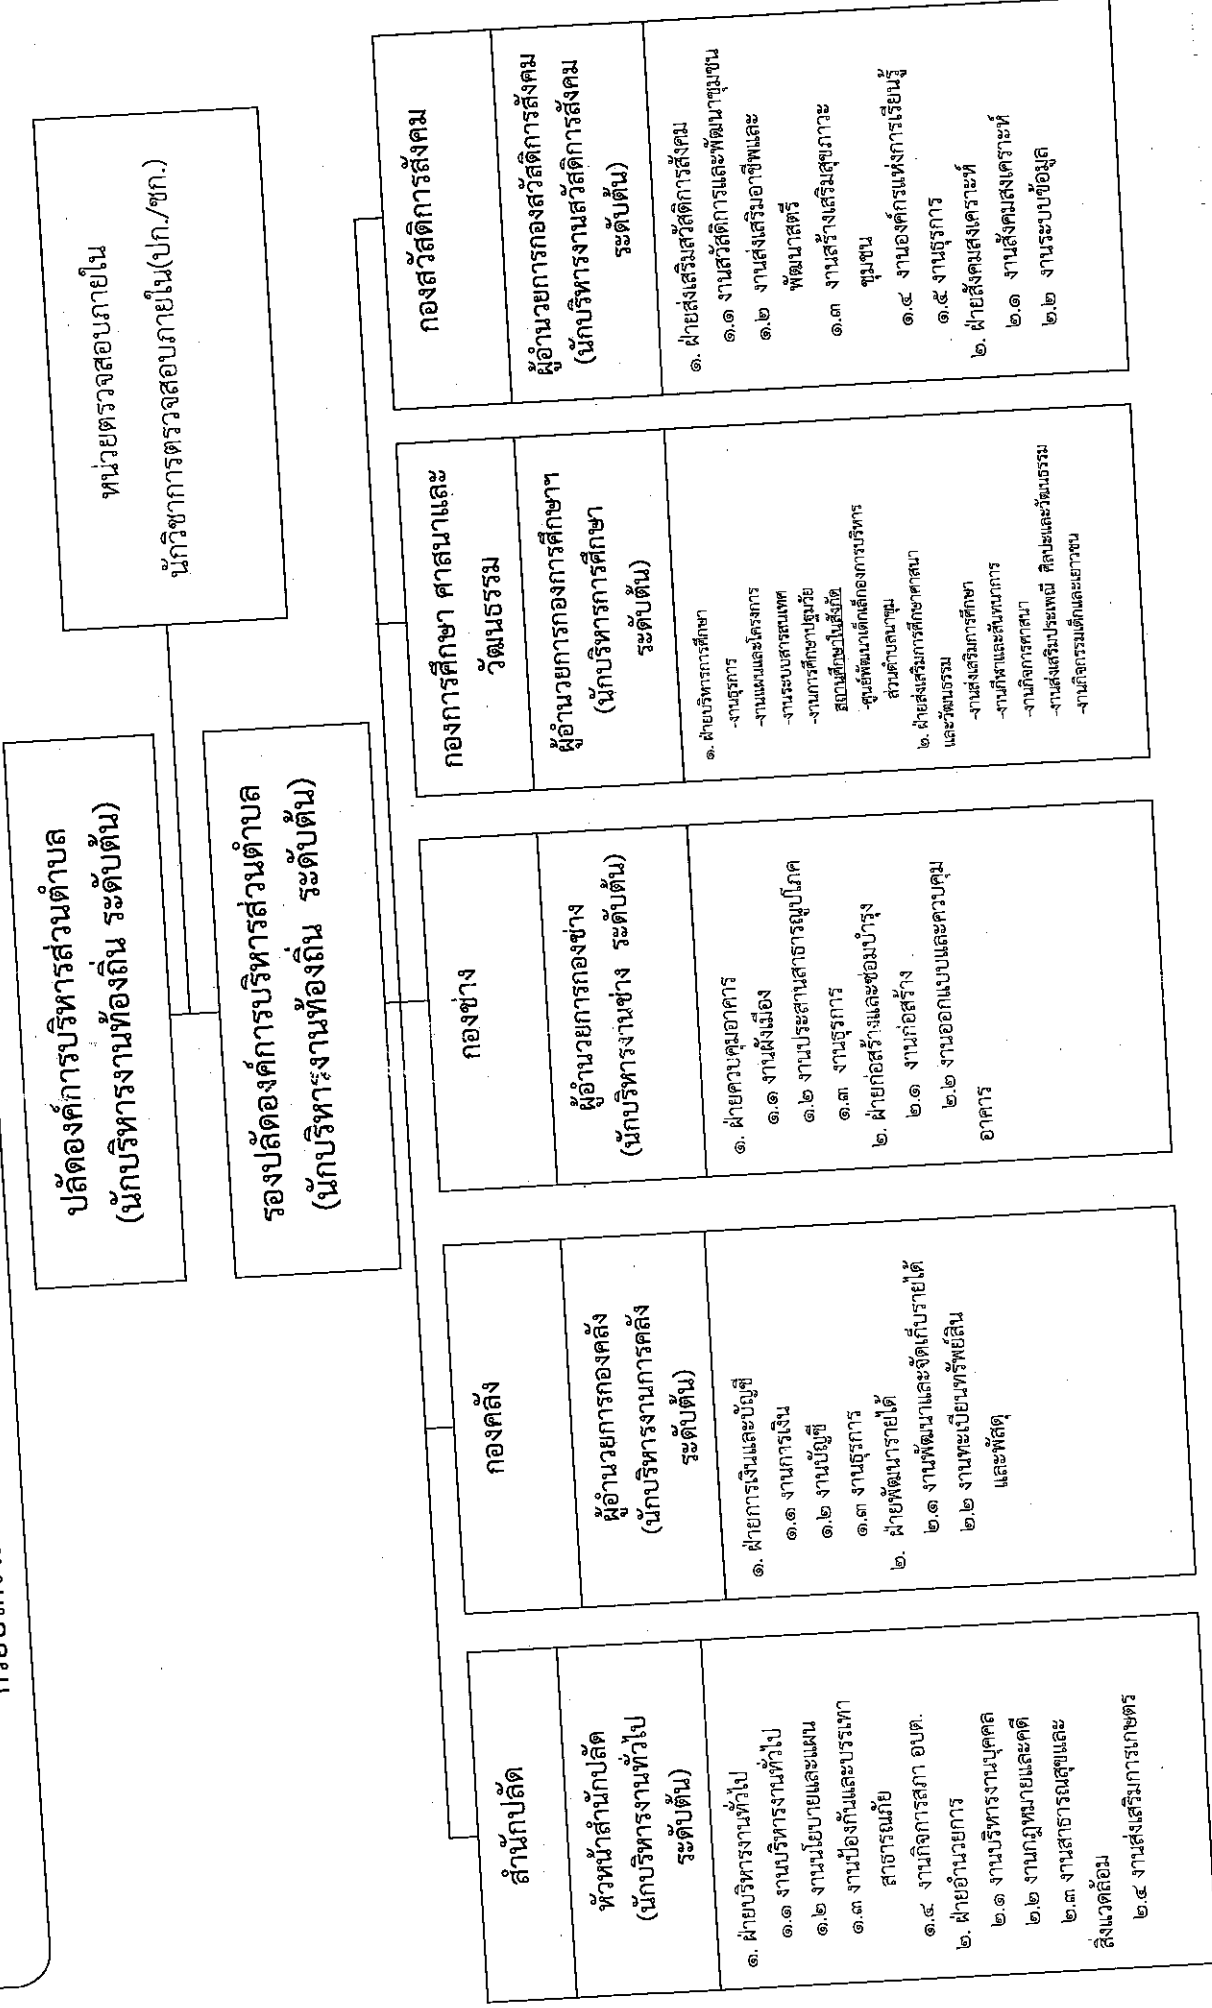 ปลัดองค์การบริหารส่วนตำบล
(นักบริหารงานท้องถิ่น ระดับต้น)
หน่วยตรวจสอบภายใน
นักวิชาการตรวจสอบภายใน(ปก./ชก.)
รองปลัดองค์การบริหารส่วนตำบล
(นักบริหารงานท้องถิ่น ระดับต้น)
สำนักปลัด
หัวหน้าสำนักปลัด
(นักบริหารงานทั่วไป
ระดับต้น)
๑. ฝ่ายบริหารงานทั่วไป
๑.๑ งานบริหารงานทั่วไป
๑.๒ งานนโยบายและแผน
๑.๓ งานป้องกันและบรรเทา
สาธารณภัย
๑.๔ งานกิจการสภา อบต.
๒. ฝ่ายอำนวยการ
๒.๑ งานบริหารงานบุคคล
๒.๒ งานกฎหมายและคดี
๒.๓ งานสาธารณสุขและ
สิ่งแวดล้อม
๒.๔ งานส่งเสริมการเกษตร
กองคลัง
ผู้อำนวยการกองคลัง
(นักบริหารงานการคลัง
ระดับต้น)
๑. ฝ่ายการเงินและบัญชี
๑.๑ งานการเงิน
๑.๒ งานบัญชี
๑.๓ งานธุรการ
๒. ฝ่ายพัฒนารายได้
๒.๑ งานพัฒนาและจัดเก็บรายได้
๒.๒ งานทะเบียนทรัพย์สิน
และพัสดุ
กองช่าง
ผู้อำนวยการกองช่าง
(นักบริหารงานช่าง ระดับต้น)
๑. ฝ่ายควบคุมอาคาร
๑.๑ งานผังเมือง
๑.๒ งานประสานสาธารณูปโภค
๑.๓ งานธุรการ
๒. ฝ่ายก่อสร้างและซ่อมบำรุง
๒.๑ งานก่อสร้าง
๒.๒ งานออกแบบและควบคุม
อาคาร
กองการศึกษา ศาสนาและ
วัฒนธรรม
ผู้อำนวยการกองการศึกษาฯ
(นักบริหารการศึกษา
ระดับต้น)
๑. ฝ่ายบริหารการศึกษา
-งานธุรการ
-งานแผนและโครงการ
-งานระบบสารสนเทศ
-งานการศึกษาปฐมวัย
สถานศึกษาในสังกัด
-ศูนย์พัฒนาเด็กเล็กองการบริหาร
ส่วนตำบลนาขุม
๒. ฝ่ายส่งเสริมการศึกษาศาสนา
และวัฒนธรรม
-งานส่งเสริมการศึกษา
-งานกีฬาและสันทนาการ
-งานกิจการศาสนา
-งานส่งเสริมประเพณี ศิลปะและวัฒนธรรม
-งานกิจกรรมเด็กและเยาวชน
กองสวัสดิการสังคม
ผู้อำนวยการกองสวัสดิการสังคม
(นักบริหารงานสวัสดิการสังคม
ระดับต้น)
๑. ฝ่ายส่งเสริมสวัสดิการสังคม
๑.๑ งานสวัสดิการและพัฒนาชุมชน
๑.๒ งานส่งเสริมอาชีพและ
พัฒนาสตรี
๑.๓ งานสร้างเสริมสุขภาวะ
ชุมชน
๑.๔ งานองค์กรแห่งการเรียนรู้
๑.๕ งานธุรการ
๒. ฝ่ายสังคมสงเคราะห์
๒.๑ งานสังคมสงเคราะห์
๒.๒ งานระบบข้อมูล